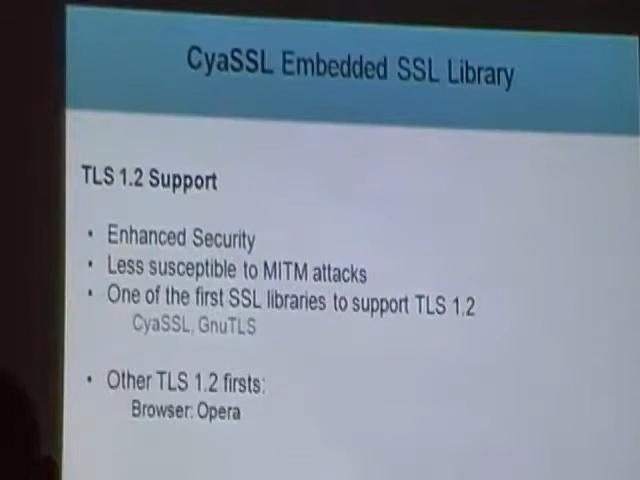 CyaSSL Embedded SSL Library
TLS 1.2 Support
• Enhanced Security
• Less susceptible to MITM attacks
• One of the first SSL libraries to support TLS 1.2
CyaSSL, GnuTLS
• Other TLS 1.2 firsts:
Browser: Opera